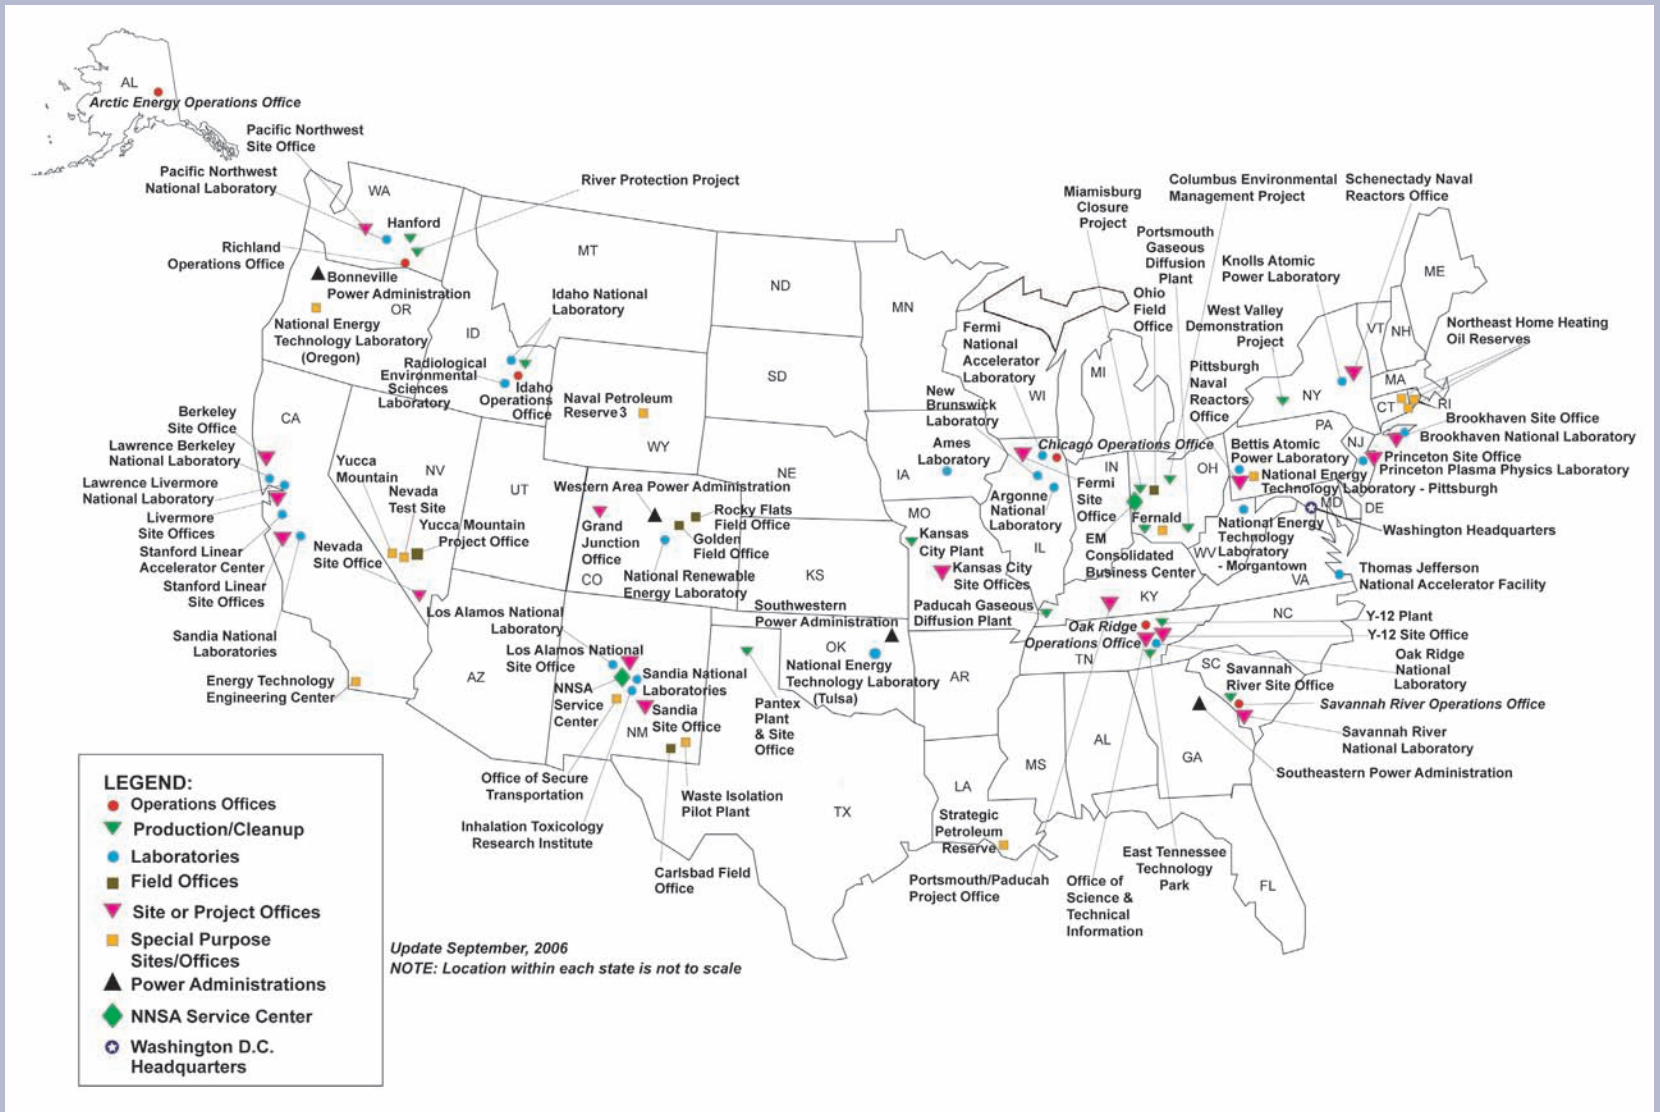 AL
Arctic Energy Operations Office
Pacific Northwest
Site Office
Pacific Northwest
National Laboratory
WA
River Protection Project
Hanford
Richland
Operations Office
Bonneville
Power Administration
OR
National Energy
Technology Laboratory
(Oregon)
MT
ID
Idaho National
Laboratory
Radiological
Environmental
Sciences
Laboratory
Idaho
Operations
Office
Naval Petroleum
Reserve 3
WY
ND
SD
NE
MN
WI
MI
IA
Miamisburg
Closure
Project
Columbus Environmental
Management Project
Schenectady Naval
Reactors Office
Portsmouth
Gaseous
Diffusion
Plant
Knolls Atomic
Power Laboratory
Ohio
Field
Office
West Valley
Demonstration
Project
Fermi
National
Accelerator
Laboratory
Pittsburgh
Naval
Reactors
Office
New
Brunswick
Laboratory
Ames
Laboratory
Chicago Operations Office
ME
VT
NH
Northeast Home Heating
Oil Reserves
MA
NY
CT
RI
PA
NJ
Brookhaven Site Office
Brookhaven National Laboratory
Princeton Site Office
Princeton Plasma Physics Laboratory
Bettis Atomic
Power Laboratory
National Energy
Technology Laboratory - Pittsburgh
MD
DE
Washington Headquarters
National Energy
Technology
Laboratory
- Morgantown
WV
VA
Thomas Jefferson
National Accelerator Facility
IN
OH
Fermi
Site
Office
Argonne
National
Laboratory
Fernald
EM
Consolidated
Business Center
IL
KY
CA
Berkeley
Site Office
Lawrence Berkeley
National Laboratory
Lawrence Livermore
National Laboratory
Livermore
Site Offices
Stanford Linear
Accelerator Center
Stanford Linear
Site Offices
Sandia National
Laboratories
Energy Technology
Engineering Center
Yucca
Mountain
NV
Nevada
Test Site
Yucca Mountain
Project Office
Nevada
Site Office
UT
Western Area Power Administration
Grand
Junction
Office
CO
Rocky Flats
Field Office
Golden
Field Office
National Renewable
Energy Laboratory
KS
MO
Kansas
City Plant
Kansas City
Site Offices
Paducah Gaseous
Diffusion Plant
Southwestern
Power Administration
OK
National Energy
Technology Laboratory
(Tulsa)
AR
AZ
Los Alamos National
Laboratory
Los Alamos National
Site Office
NNSA
Service
Center
Sandia National
Laboratories
Sandia
Site Office
NM
Pantex
Plant
& Site
Office
Office of Secure
Transportation
Waste Isolation
Pilot Plant
Inhalation Toxicology
Research Institute
Carlsbad Field
Office
TX
LA
MS
AL
GA
FL
Strategic
Petroleum
Reserve
Portsmouth/Paducah
Project Office
Office of
Science &
Technical
Information
East Tennessee
Technology
Park
Oak Ridge
Operations Office
TN
NC
SC
Y-12 Plant
Y-12 Site Office
Oak Ridge
National
Laboratory
Savannah
River Site Office
Savannah River Operations Office
Savannah River
National Laboratory
Southeastern Power Administration
LEGEND:
Operations Offices
Production/Cleanup
Laboratories
Field Offices
Site or Project Offices
Special Purpose
Sites/Offices
Power Administrations
NNSA Service Center
Washington D.C.
Headquarters
Update September, 2006
NOTE: Location within each state is not to scale